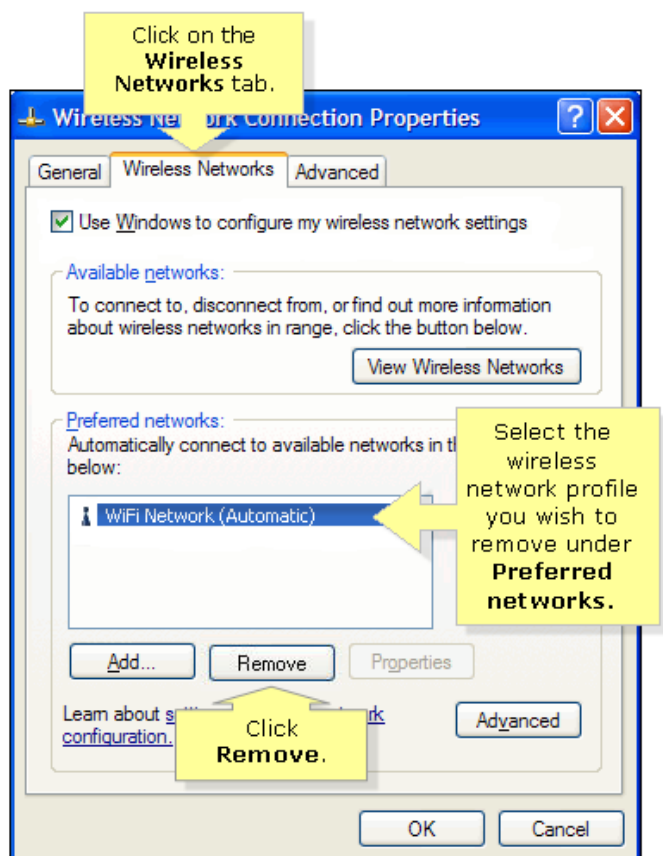 Click on the
Wireless
Networks tab.
Wireless Network Connection Properties
General
Wireless Networks
Advanced
Use Windows to configure my wireless network settings
Available networks:
To connect to, disconnect from, or find out more information
about wireless networks in range, click the button below.
View Wireless Networks
Preferred networks:
Automatically connect to available networks in th
below:
Select the
wireless
network profile
you wish to
remove under
Preferred
networks.
WiFi Network (Automatic)
Add...
Remove
Properties
Learn about
configuration.
Click
Remove.
Advanced
OK
Cancel